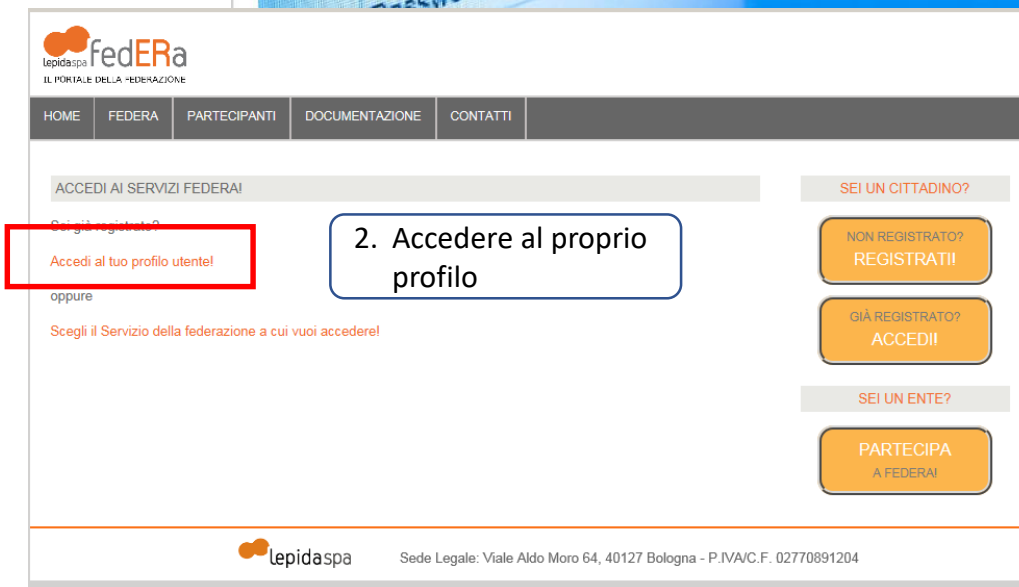 lepidaspa fedERa
IL PORTALE DELLA FEDERAZIONE
HOME FEDERA PARTECIPANTI DOCUMENTAZIONE CONTATTI
ACCEDI AI SERVIZI FEDERA!
Sei già registrato?
Accedi al tuo profilo utente!
oppure
Scegli il Servizio della federazione a cui vuoi accedere!
2. Accedere al proprio
profilo
SEI UN CITTADINO?
NON REGISTRATO?
REGISTRATI!
GIÀ REGISTRATO?
ACCEDI!
SEI UN ENTE?
PARTECIPA
A FEDERA!
lepidaspa Sede Legale: Viale Aldo Moro 64, 40127 Bologna - P.IVA/C.F. 02770891204